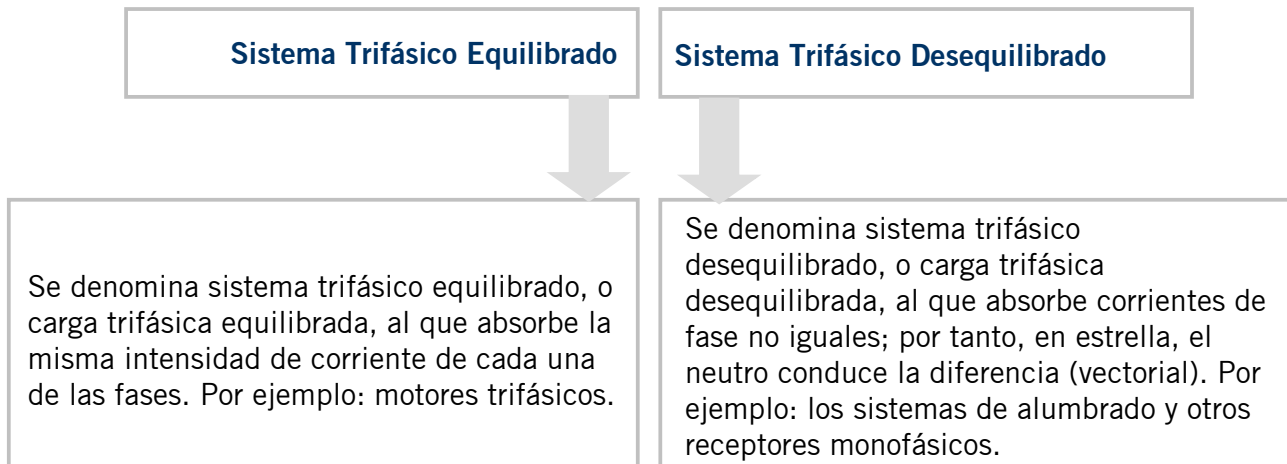 Sistema Trifásico Equilibrado
Sistema Trifásico Desequilibrado
Se denomina sistema trifásico equilibrado, o
carga trifásica equilibrada, al que absorbe la
misma intensidad de corriente de cada una
de las fases. Por ejemplo: motores trifásicos.
Se denomina sistema trifásico
desequilibrado, o carga trifásica
desequilibrada, al que absorbe corrientes de
fase no iguales; por tanto, en estrella, el
neutro conduce la diferencia (vectorial). Por
ejemplo: los sistemas de alumbrado y otros
receptores monofásicos.